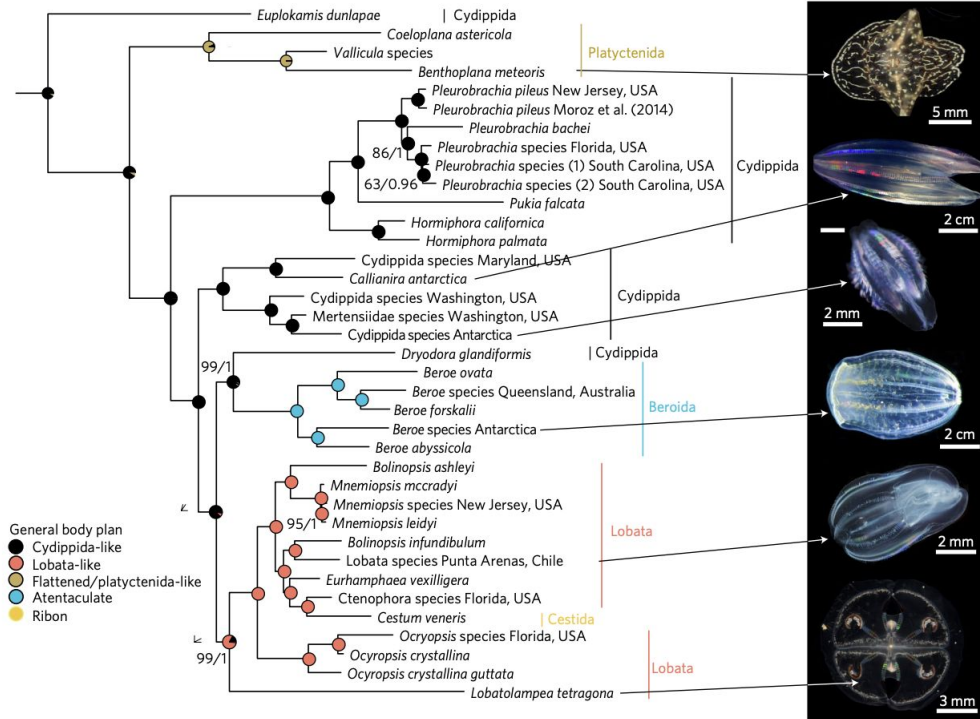 Euplokamis dunlapae
Cydippida
Coeloplana astericola
Vallicula species
Platyctenida
Benthoplana meteoris
5 mm
Pleurobrachia pileus New Jersey, USA
Pleurobrachia pileus Moroz et al. (2014)
Pleurobrachia bachei
86/1
Pleurobrachia species Florida, USA
Pleurobrachia species (1) South Carolina, USA
Cydippida
63/0.96
Pleurobrachia species (2) South Carolina, USA
Pukia falcata
2 cm
Hormiphora californica
Hormiphora palmata
Cydippida species Maryland, USA
Callianira antarctica
Cydippida species Washington, USA
Cydippida
Mertensiidae species Washington, USA
2 mm
Cydippida species Antarctica
99/1
Dryodora glandiformis
Cydippida
Beroe ovata
Beroe species Queensland, Australia
Beroida
Beroe forskalii
Beroe species Antarctica
2 cm
Beroe abyssicola
Bolinopsis ashleyi
Mnemiopsis mccradyi
Mnemiopsis species New Jersey, USA
95/1
Mnemiopsis leidyi
Lobata
Bolinopsis infundibulum
2 mm
Lobata species Punta Arenas, Chile
Eurhamphaea vexilligera
Ctenophora species Florida, USA
Cestum veneris
Cestida
Ocryopsis species Florida, USA
99/1
Ocyropsis crystallina
Lobata
Ocyropsis crystallina guttata
Lobatolampea tetragona
3 mm
General body plan
Cydippida-like
Lobata-like
Flattened/platyctenida-like
Atentaculate
Ribon